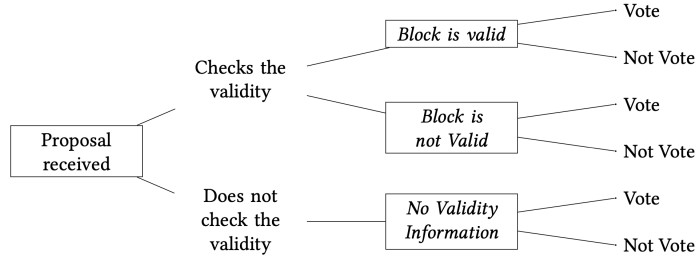 Proposal
received
Checks the
validity
Does not
check the
validity
Block is valid
Block is
not Valid
No Validity
Information
Vote
Not Vote
Vote
Not Vote
Vote
Not Vote